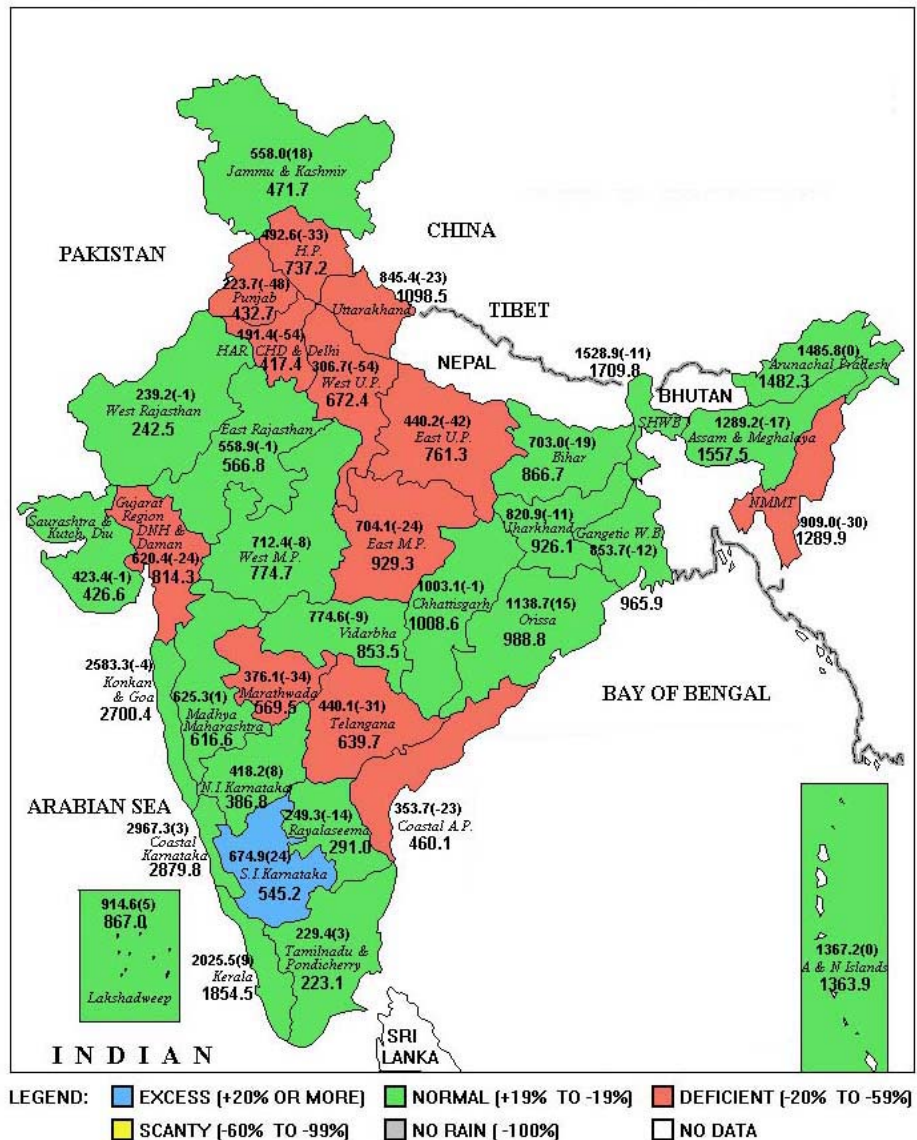 558.0(18)
Jammu & Kashmir
471.7
CHINA
492.6(-33)
H.P.
737.2
PAKISTAN
223.7(-48)
Punjab
432.7
845.4(-23)
1098.5
Uttarakhand
TIBET
191.4(-54)
HAR. CHD & Delhi
417.4
306.7(-54)
West U.P.
672.4
NEPAL
1528.9(-11)
1709.8
SHWB
BHUTAN
1485.8(0)
Arunachal Pradesh
1482.3
239.2(-1)
West Rajasthan
242.5
East Rajasthan
558.9(-1)
566.8
440.2(-42)
East U.P.
761.3
703.0(-19)
Bihar
866.7
1289.2(-17)
Assam & Meghalaya
1557.5
NMMT
909.0(-30)
1289.9
Saurashtra &
Kutch, Diu
423.4(-1)
426.6
Gujarat
Region
DNH &
Daman
620.4(-24)
814.3
712.4(-8)
West M.P.
774.7
704.1(-24)
East M.P.
929.3
820.9(-11)
Jharkhand
926.1
Gangetic W.B.
853.7(-12)
965.9
1003.1(-1)
Chhattisgarh
1008.6
1138.7(15)
Orissa
988.8
774.6(-9)
Vidarbha
853.5
2583.3(-4)
Konkan
& Goa
2700.4
625.3(1)
Madhya
Maharashtra
616.6
376.1(-34)
Marathwada
569.5
440.1(-31)
Telangana
639.7
BAY OF BENGAL
418.2(8)
N.I.Karnataka
386.8
ARABIAN SEA
2967.3(3)
Coastal
Karnataka
2879.8
249.3(-14)
Rayalaseema
291.0
353.7(-23)
Coastal A.P.
460.1
674.9(24)
S.I.Karnataka
545.2
914.6(5)
867.0
Lakshadweep
2025.5(9)
Kerala
1854.5
229.4(3)
Tamilnadu &
Pondicherry
223.1
1367.2(0)
A & N Islands
1363.9
SRI
LANKA
INDIAN
LEGEND:
EXCESS (+20% OR MORE)
NORMAL (+19% TO -19%)
DEFICIENT (-20% TO -59%)
SCANTY (-60% TO -99%)
NO RAIN (-100%)
NO DATA